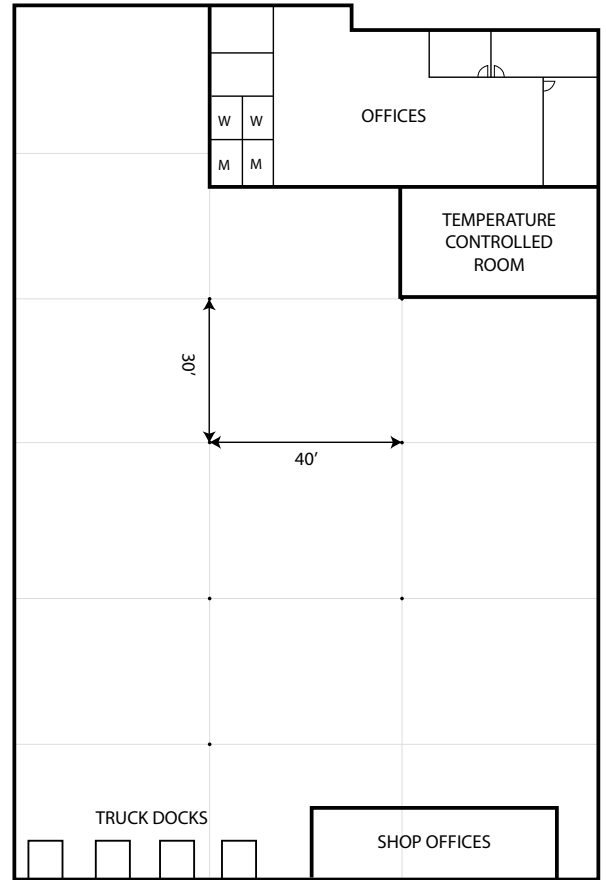 OFFICES
W W
M M
TEMPERATURE
CONTROLLED
ROOM
30'
40'
TRUCK DOCKS
SHOP OFFICES